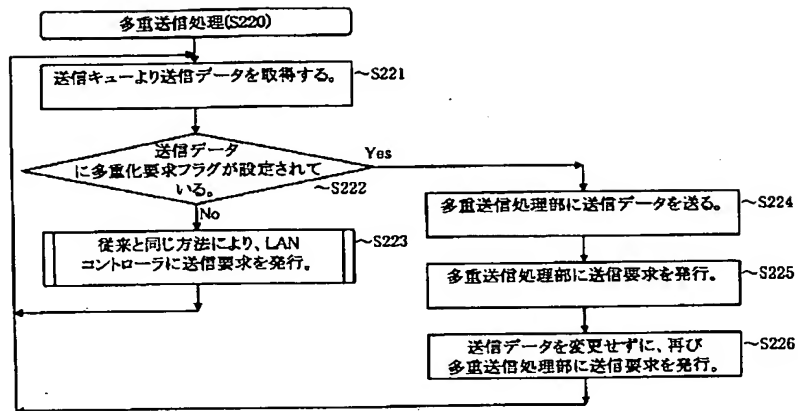 多重送信処理(S220)
送信キューより送信データを取得する。
~S221
送信データ
に多重化要求フラグが設定されて
いる。
~S222
Yes
No
従来と同じ方法により、LAN
コントローラに送信要求を発行。
~S223
多重送信処理部に送信データを送る。
~S224
多重送信処理部に送信要求を発行。
~S225
送信データを変更せずに、再び
多重送信処理部に送信要求を発行。
~S226